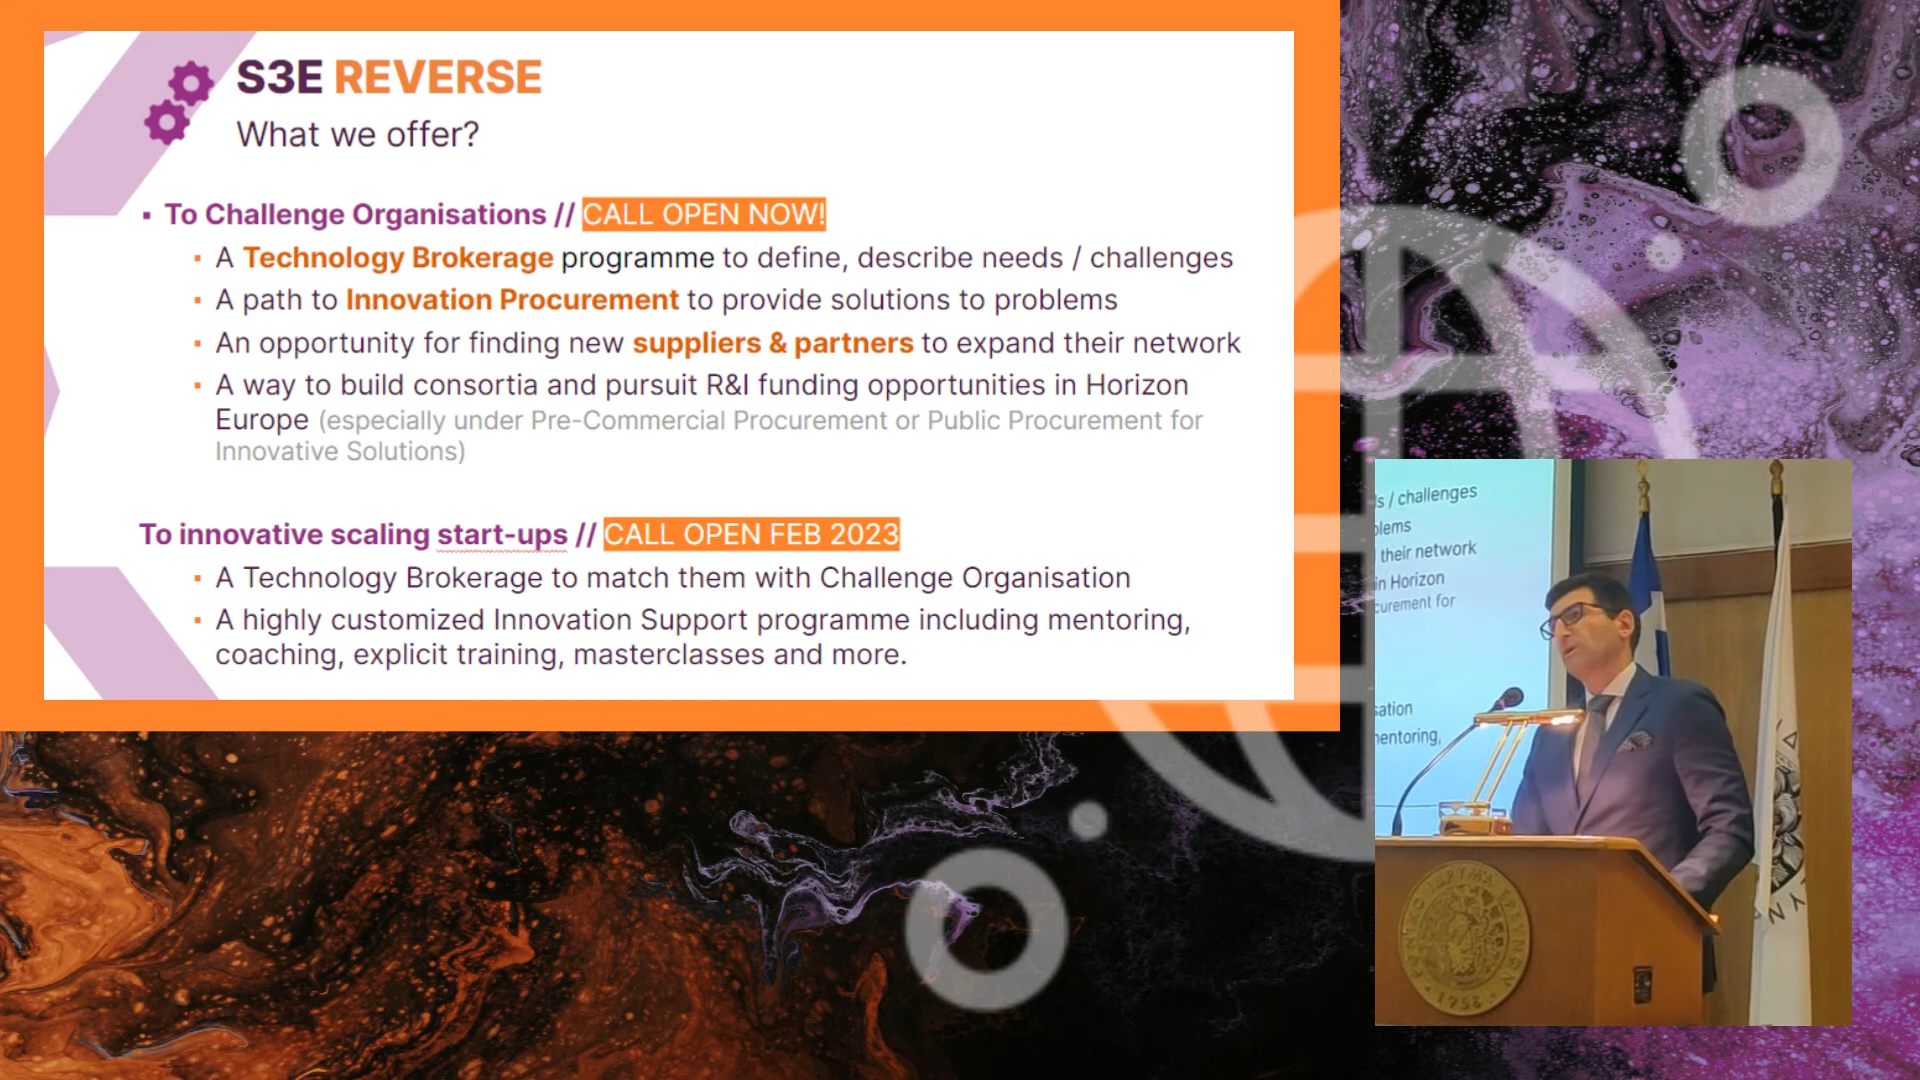 S3E REVERSE
What we offer?
▪ To Challenge Organisations // CALL OPEN NOW!
▪ A Technology Brokerage programme to define, describe needs / challenges
▪ A path to Innovation Procurement to provide solutions to problems
▪ An opportunity for finding new suppliers & partners to expand their network
▪ A way to build consortia and pursuit R&I funding opportunities in Horizon
Europe (especially under Pre-Commercial Procurement or Public Procurement for
Innovative Solutions)
To innovative scaling start-ups // CALL OPEN FEB 2023
▪ A Technology Brokerage to match them with Challenge Organisation
▪ A highly customized Innovation Support programme including mentoring,
coaching, explicit training, masterclasses and more.
/ challenges
their network
in Horizon
for